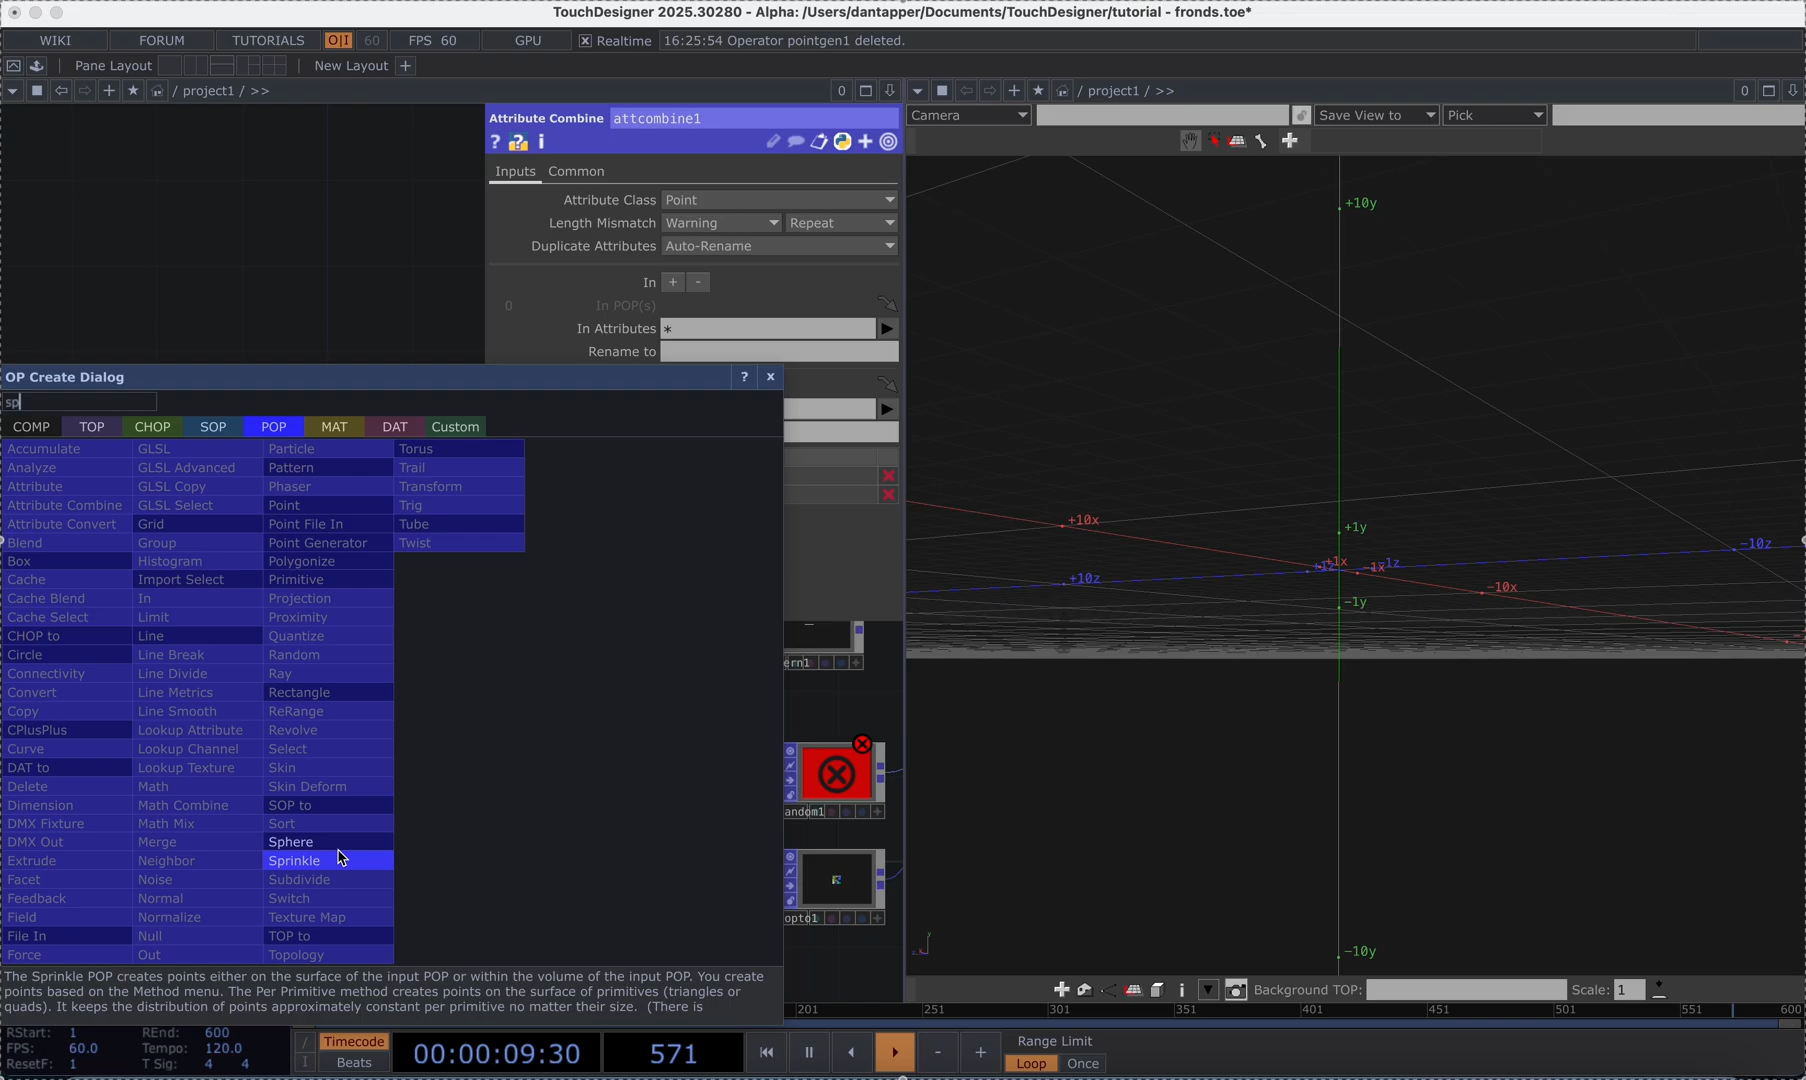 TouchDesigner 2025.30280 - Alpha: /Users/dantapper/Documents/TouchDesigner/tutorial - fronds.toe*
WIKI FORUM TUTORIALS O|I 60 FPS 60 GPU Realtime 16:25:54 Operator pointgen1 deleted.
Pane Layout New Layout +
/ project1 / >> 0 / project1 / >> 0
Attribute Combine attcombine1
Camera Save View to Pick
? ? i
Inputs Common
Attribute Class Point
Length Mismatch Warning Repeat
Duplicate Attributes Auto-Rename
In + -
0 In POP(s)
In Attributes *
Rename to
+10y
+1y
-1y
-10y
+10x
+1x
-1x
-10x
+10z
+1z
-1z
-10z
OP Create Dialog ? x
sp
COMP TOP CHOP SOP POP MAT DAT Custom
Accumulate GLSL Particle Torus
Analyze GLSL Advanced Pattern Trail
Attribute GLSL Copy Phaser Transform
Attribute Combine GLSL Select Point Trig
Attribute Convert Grid Point File In Tube
Blend Group Point Generator Twist
Box Histogram Polygonize
Cache Import Select Primitive
Cache Blend In Projection
Cache Select Limit Proximity
CHOP to Line Quantize
Circle Line Break Random
Connectivity Line Divide Ray
Convert Line Metrics Rectangle
Copy Line Smooth ReRange
CPlusPlus Lookup Attribute Revolve
Curve Lookup Channel Select
DAT to Lookup Texture Skin
Delete Math Skin Deform
Dimension Math Combine SOP to
DMX Fixture Math Mix Sort
DMX Out Merge Sphere
Extrude Neighbor Sprinkle
Facet Noise Subdivide
Feedback Normal Switch
Field Normalize Texture Map
File In Null TOP to
Force Out Topology
The Sprinkle POP creates points either on the surface of the input POP or within the volume of the input POP. You create
points based on the Method menu. The Per Primitive method creates points on the surface of primitives (triangles or
quads). It keeps the distribution of points approximately constant per primitive no matter their size. (There is
ern1
andom1
opto1
i Background TOP: Scale: 1
201 251 301 351 401 451 501 551 600
RStart: 1 REnd: 600
FPS: 60.0 Tempo: 120.0
ResetF: 1 T Sig: 4 4
/ I
Timecode
Beats
00:00:09:30 571
- +
Range Limit
Loop Once